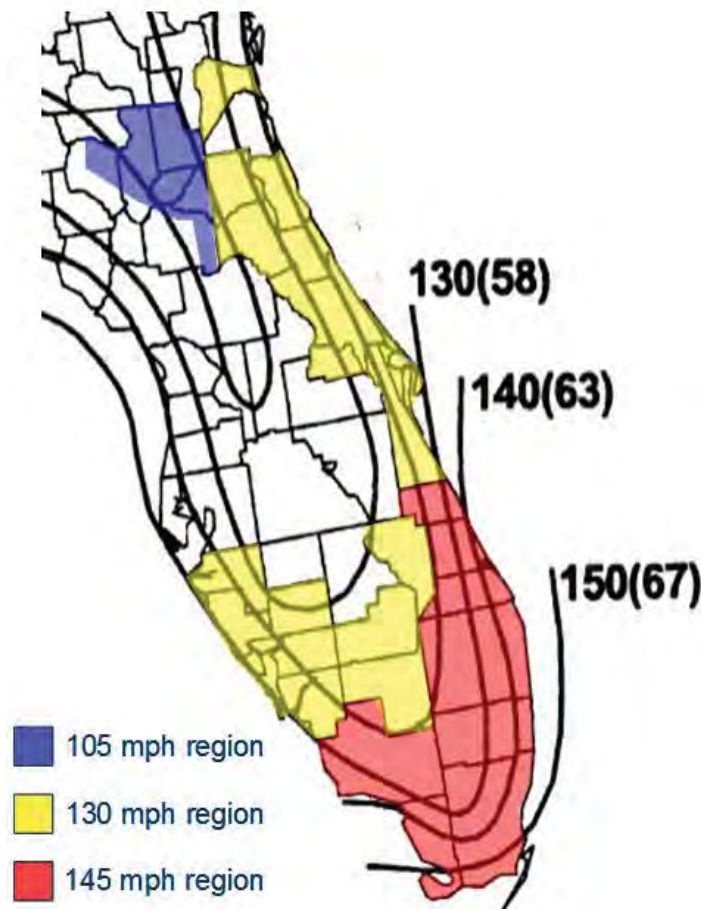 130(58)
140(63)
150(67)
105 mph region
130 mph region
145 mph region